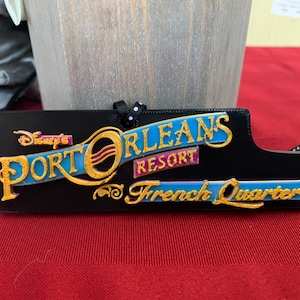 Disney's
PORT ORLEANS
RESORT
French Quarter